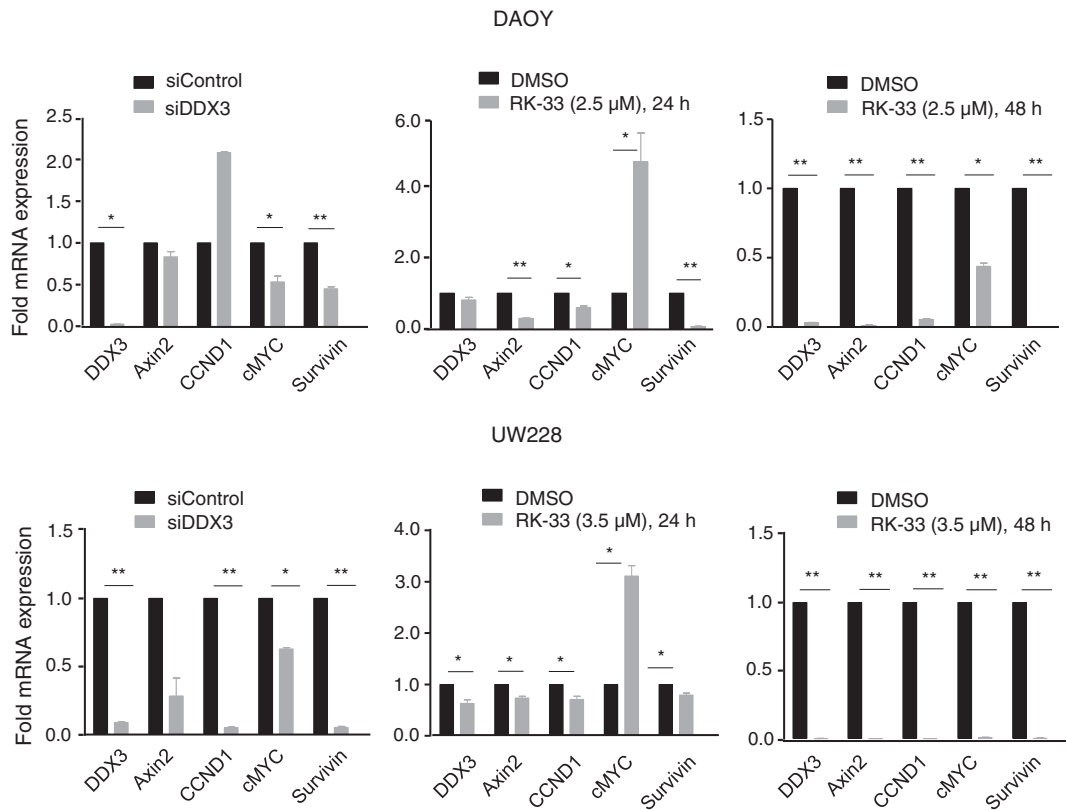 DAOY
siControl
siDDX3
Fold mRNA expression
2.5
2.0
1.5
1.0
0.5
0.0
*
*
**
DDX3
Axin2
CCND1
cMYC
Survivin
DMSO
RK-33 (2.5 µM), 24 h
6.0
4.0
2.0
0.0
**
*
*
**
DDX3
Axin2
CCND1
cMYC
Survivin
DMSO
RK-33 (2.5 µM), 48 h
1.5
1.0
0.5
0
**
**
**
*
**
DDX3
Axin2
CCND1
cMYC
Survivin
UW228
siControl
siDDX3
Fold mRNA expression
1.5
1.0
0.5
0.0
**
**
*
**
DDX3
Axin2
CCND1
cMYC
Survivin
DMSO
RK-33 (3.5 µM), 24 h
4.0
3.0
2.0
1.0
0.0
*
*
*
*
*
DDX3
Axin2
CCND1
cMYC
Survivin
DMSO
RK-33 (3.5 µM), 48 h
1.5
1.0
0.5
0.0
**
**
**
**
**
DDX3
Axin2
CCND1
cMYC
Survivin